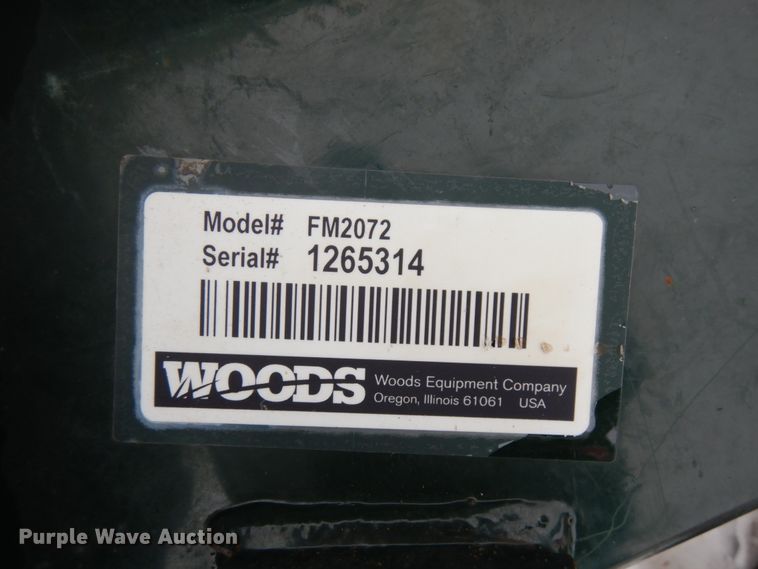 Model# FM2072
Serial# 1265314
WOODS Woods Equipment Company
Oregon, Illinois 61061 USA
Purple Wave Auction